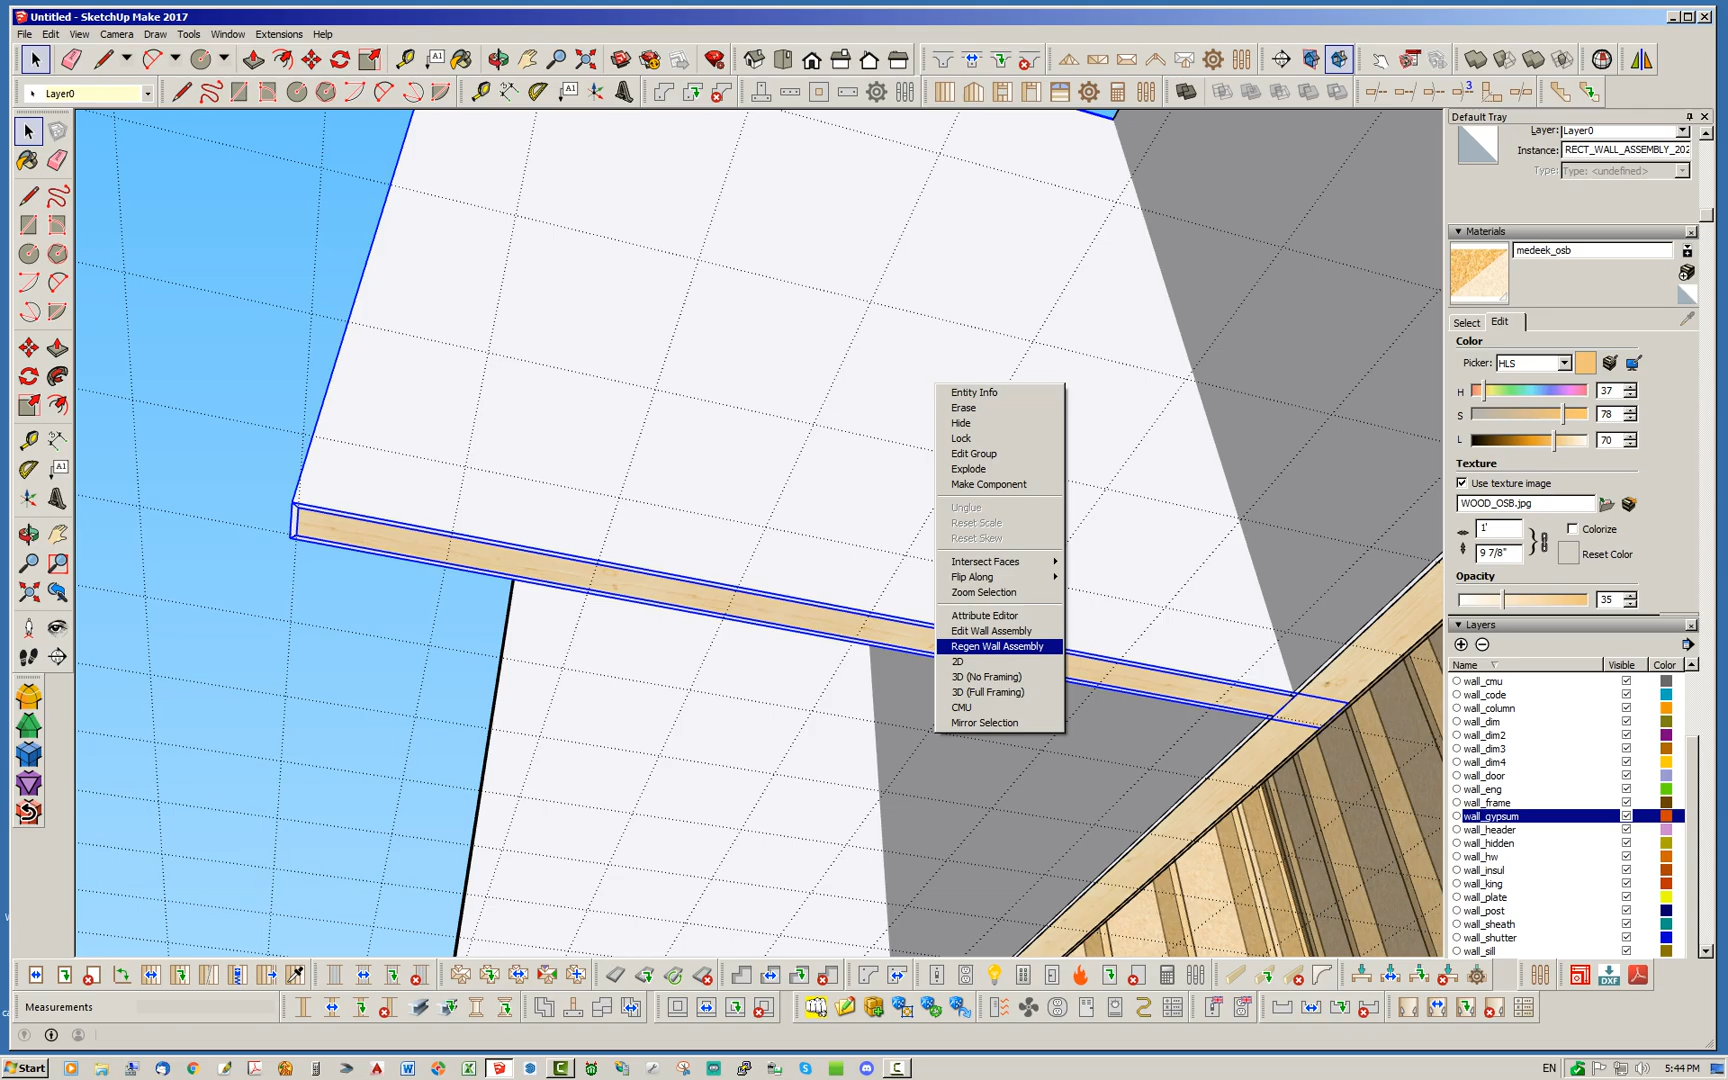 Untitled - SketchUp Make 2017
File Edit View Camera Draw Tools Window Extensions Help
Layer0
Default Tray
Layer: Layer0
Instance: RECT_WALL_ASSEMBLY_202
Type: Type: <undefined>
Materials
medeek_osb
Select Edit
Color
Picker: HLS
H 37
S 78
L 70
Texture
Use texture image
WOOD_OSB.jpg
1'
Colorize
9 7/8"
Reset Color
Opacity
35
Layers
Name Visible Color
wall_cmu
wall_code
wall_column
wall_dim
wall_dim2
wall_dim3
wall_dim4
wall_door
wall_eng
wall_frame
wall_gypsum
wall_header
wall_hidden
wall_hw
wall_insul
wall_king
wall_plate
wall_post
wall_sheath
wall_shutter
wall_sill
Entity Info
Erase
Hide
Lock
Edit Group
Explode
Make Component
Unglue
Reset Scale
Reset Skew
Intersect Faces
Flip Along
Zoom Selection
Attribute Editor
Edit Wall Assembly
Regen Wall Assembly
2D
3D (No Framing)
3D (Full Framing)
CMU
Mirror Selection
Measurements
Start
EN
5:44 PM